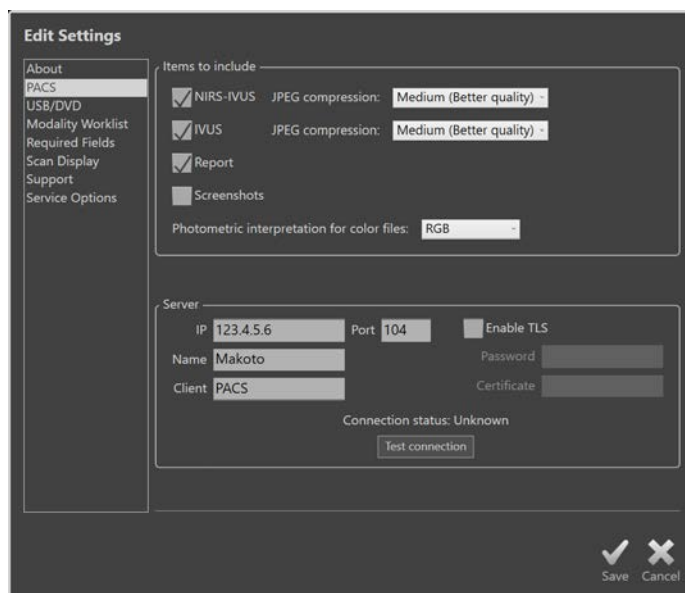 Edit Settings
About
PACS
USB/DVD
Modality Worklist
Required Fields
Scan Display
Support
Service Options
Items to include
NIRS-IVUS JPEG compression: Medium (Better quality)
IVUS JPEG compression: Medium (Better quality)
Report
Screenshots
Photometric interpretation for color files: RGB
Server
IP 123.4.5.6 Port 104 Enable TLS
Name Makoto Password
Client PACS Certificate
Connection status: Unknown
Test connection
Save Cancel